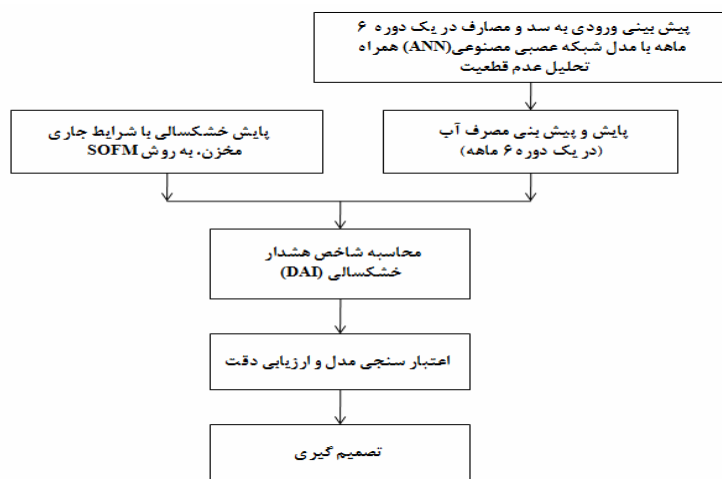 پیش بینی ورودی به سد و مصارف در یک دوره ۶
ماهه با مدل شبکه عصبی مصنوعی(ANN) همراه
تحلیل عدم قطعیت
پایش خشکسالی با شرایط جاری
مخزن، به روش SOFM
پایش و پیش بنی مصرف آب
(در یک دوره ۶ ماهه)
محاسبه شاخص هشدار
خشکسالی (DAI)
اعتبار سنجی مدل و ارزیابی دقت
تصمیم گیری